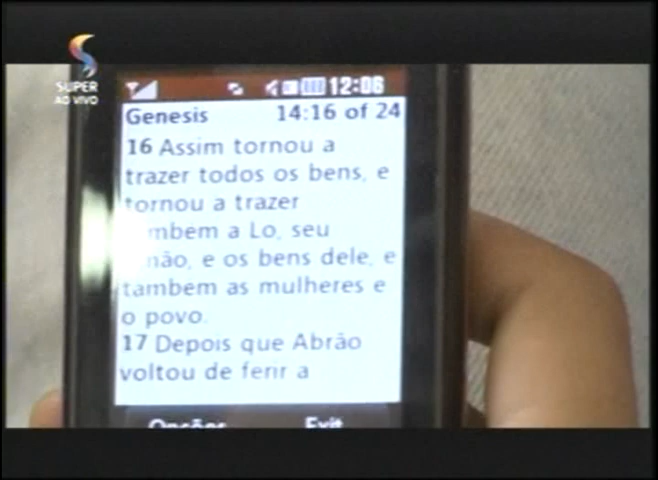 SUPER
AO VIVO
12:06
Genesis 14:16 of 24
16 Assim tornou a
trazer todos os bens, e
tornou a trazer
a Lo, seu
e os bens dele, e
tambem as mulheres e
o povo.
17 Depois que Abrão
voltou de ferir a
Opções Exit